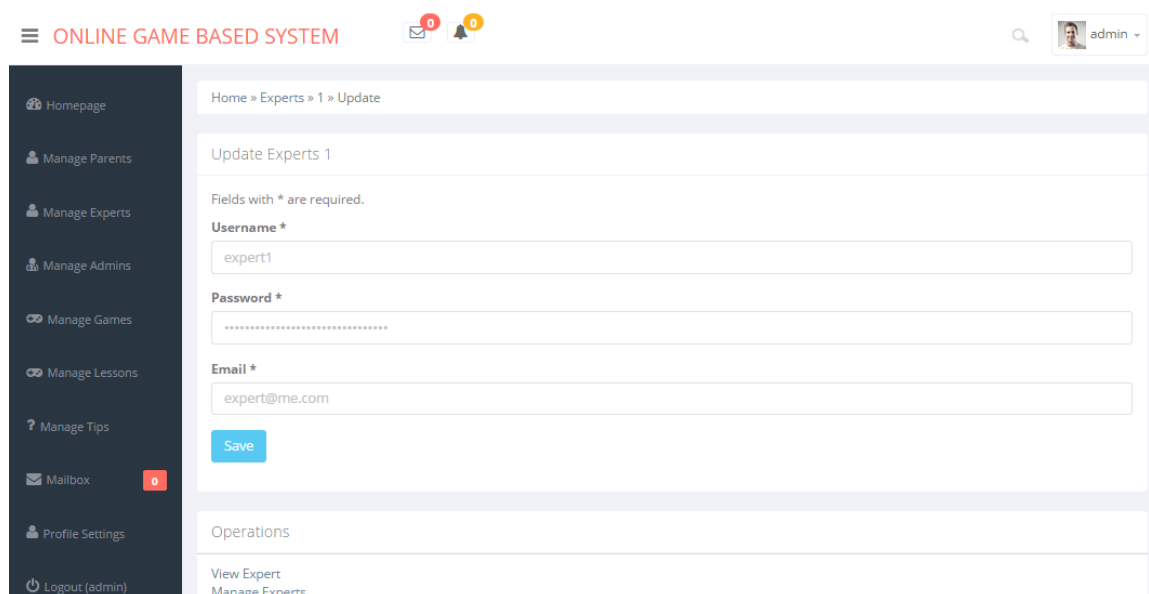 ONLINE GAME BASED SYSTEM
0
0
admin
Homepage
Manage Parents
Manage Experts
Manage Admins
Manage Games
Manage Lessons
? Manage Tips
Mailbox
0
Profile Settings
Logout (admin)
Home » Experts » 1 » Update
Update Experts 1
Fields with * are required.
Username *
expert1
Password *
••••••••••••••••••••••••••••••••
Email *
expert@me.com
Save
Operations
View Expert
Manage Experts